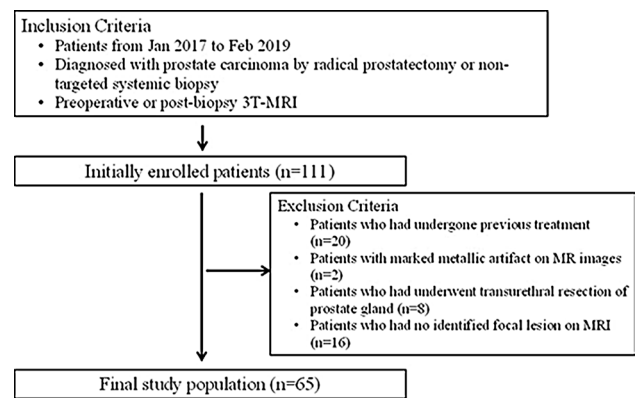 Inclusion Criteria
• Patients from Jan 2017 to Feb 2019
• Diagnosed with prostate carcinoma by radical prostatectomy or non-
targeted systemic biopsy
• Preoperative or post-biopsy 3T-MRI
Initially enrolled patients (n=111)
Exclusion Criteria
• Patients who had undergone previous treatment
(n=20)
• Patients with marked metallic artifact on MR images
(n=2)
• Patients who had underwent transurethral resection of
prostate gland (n=8)
• Patients who had no identified focal lesion on MRI
(n=16)
Final study population (n=65)